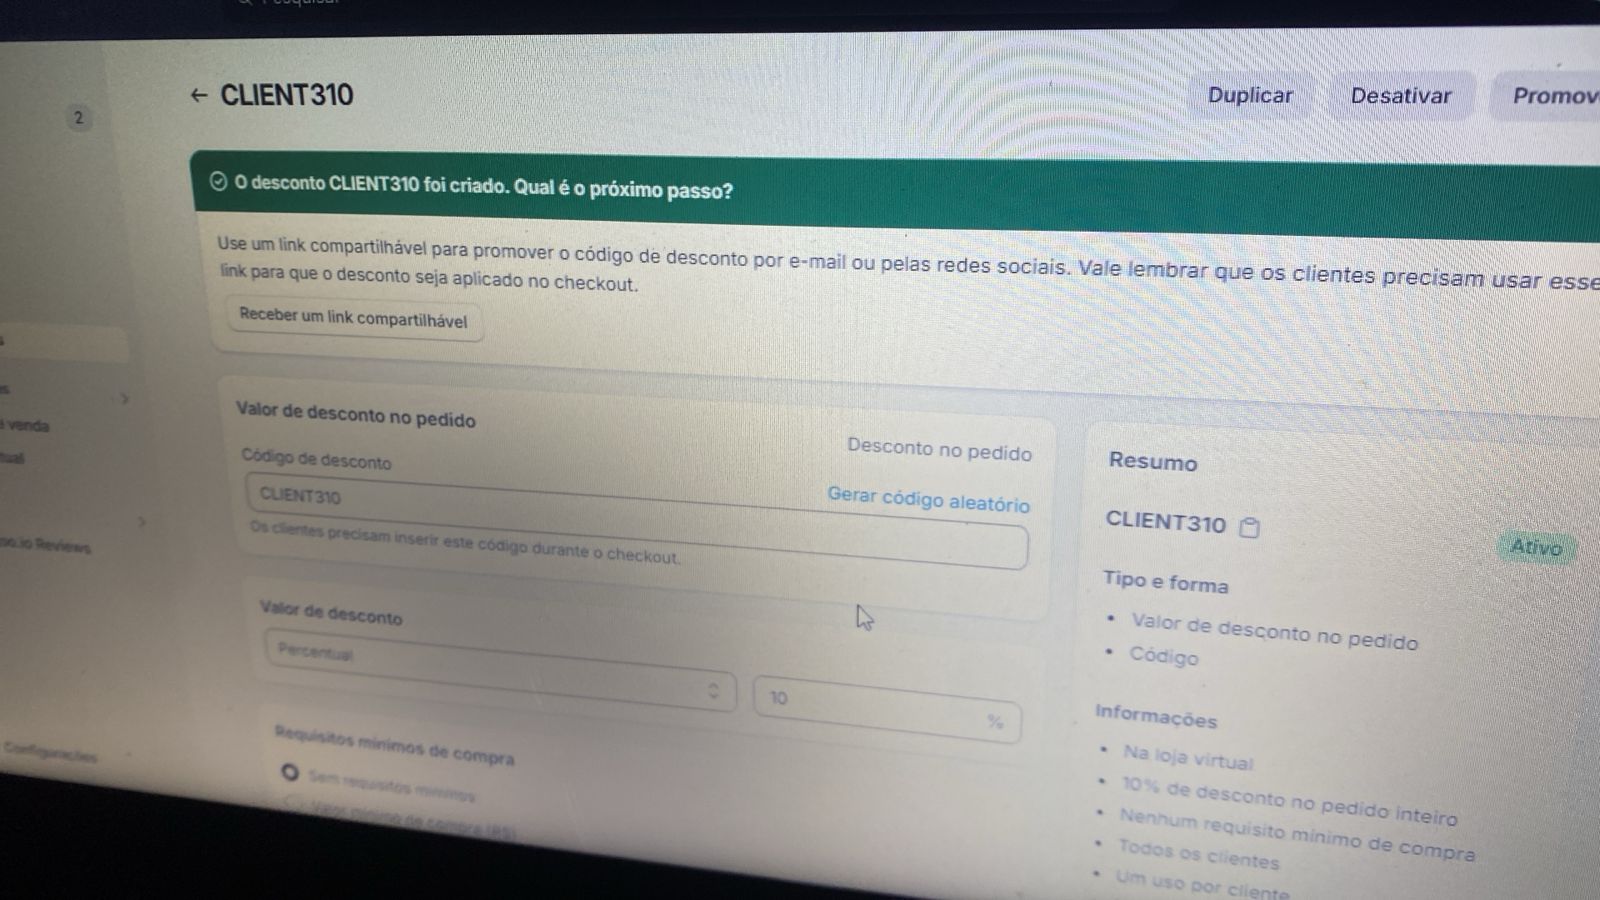 2
← CLIENT310
Duplicar
Desativar
Promov
O desconto CLIENT310 foi criado. Qual é o próximo passo?
Use um link compartilhável para promover o código de desconto por e-mail ou pelas redes sociais. Vale lembrar que os clientes precisam usar esse
link para que o desconto seja aplicado no checkout.
Receber um link compartilhável
s
venda
Reviews
Configurações
Valor de desconto no pedido
Desconto no pedido
Código de desconto
Gerar código aleatório
CLIENT310
Os clientes precisam inserir este código durante o checkout.
Valor de desconto
Percentual
10
%
Requisitos mínimos de compra
Sem requisitos mínimos
Valor mínimo de compra (R$)
Resumo
CLIENT310
Ativo
Tipo e forma
• Valor de desconto no pedido
• Código
Informações
• Na loja virtual
• 10% de desconto no pedido inteiro
• Nenhum requisito mínimo de compra
• Todos os clientes
• Um uso por cliente